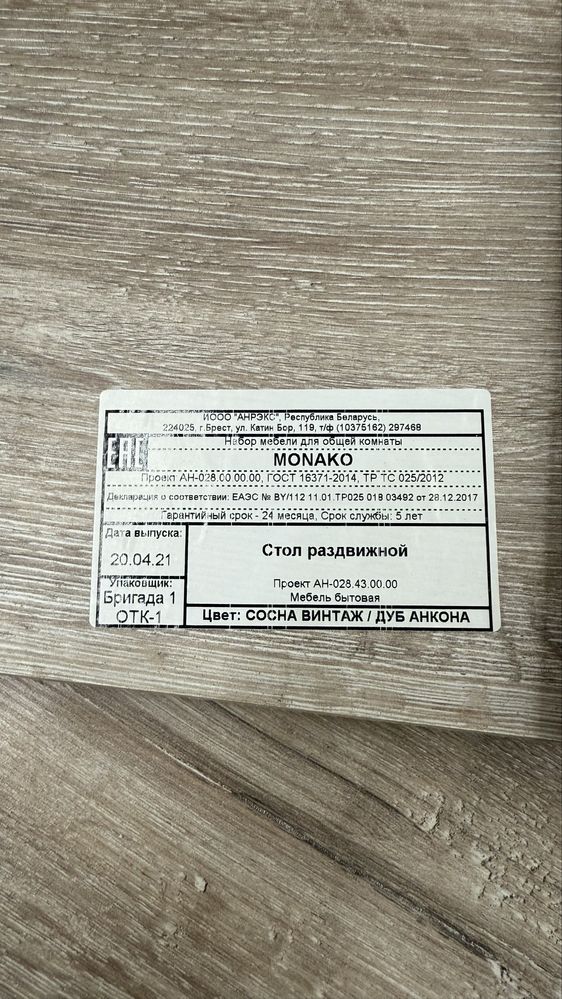 ИООО "АНРЭКС", Республика Беларусь,
224025, г.Брест, ул. Катин Бор, 119, т/ф (10375162) 297468
EAC
Набор мебели для общей комнаты
MONAKO
Проект АН-028.00.00.00, ГОСТ 16371-2014, ТР ТС 025/2012
Декларация о соответствии: ЕАЭС № BY/112 11.01.ТР025 018 03492 от 28.12.2017
Гарантийный срок - 24 месяца, Срок службы: 5 лет
Дата выпуска:
20.04.21
Упаковщик:
Бригада 1
ОТК-1
Стол раздвижной
Проект АН-028.43.00.00
Мебель бытовая
Цвет: СОСНА ВИНТАЖ / ДУБ АНКОНА